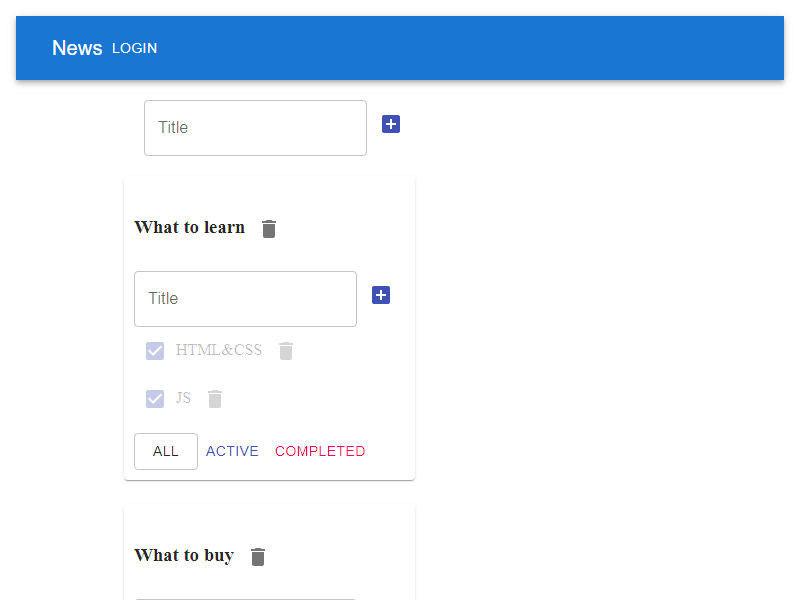 News LOGIN
Title
What to learn
Title
HTML&CSS
JS
ALL ACTIVE COMPLETED
What to buy